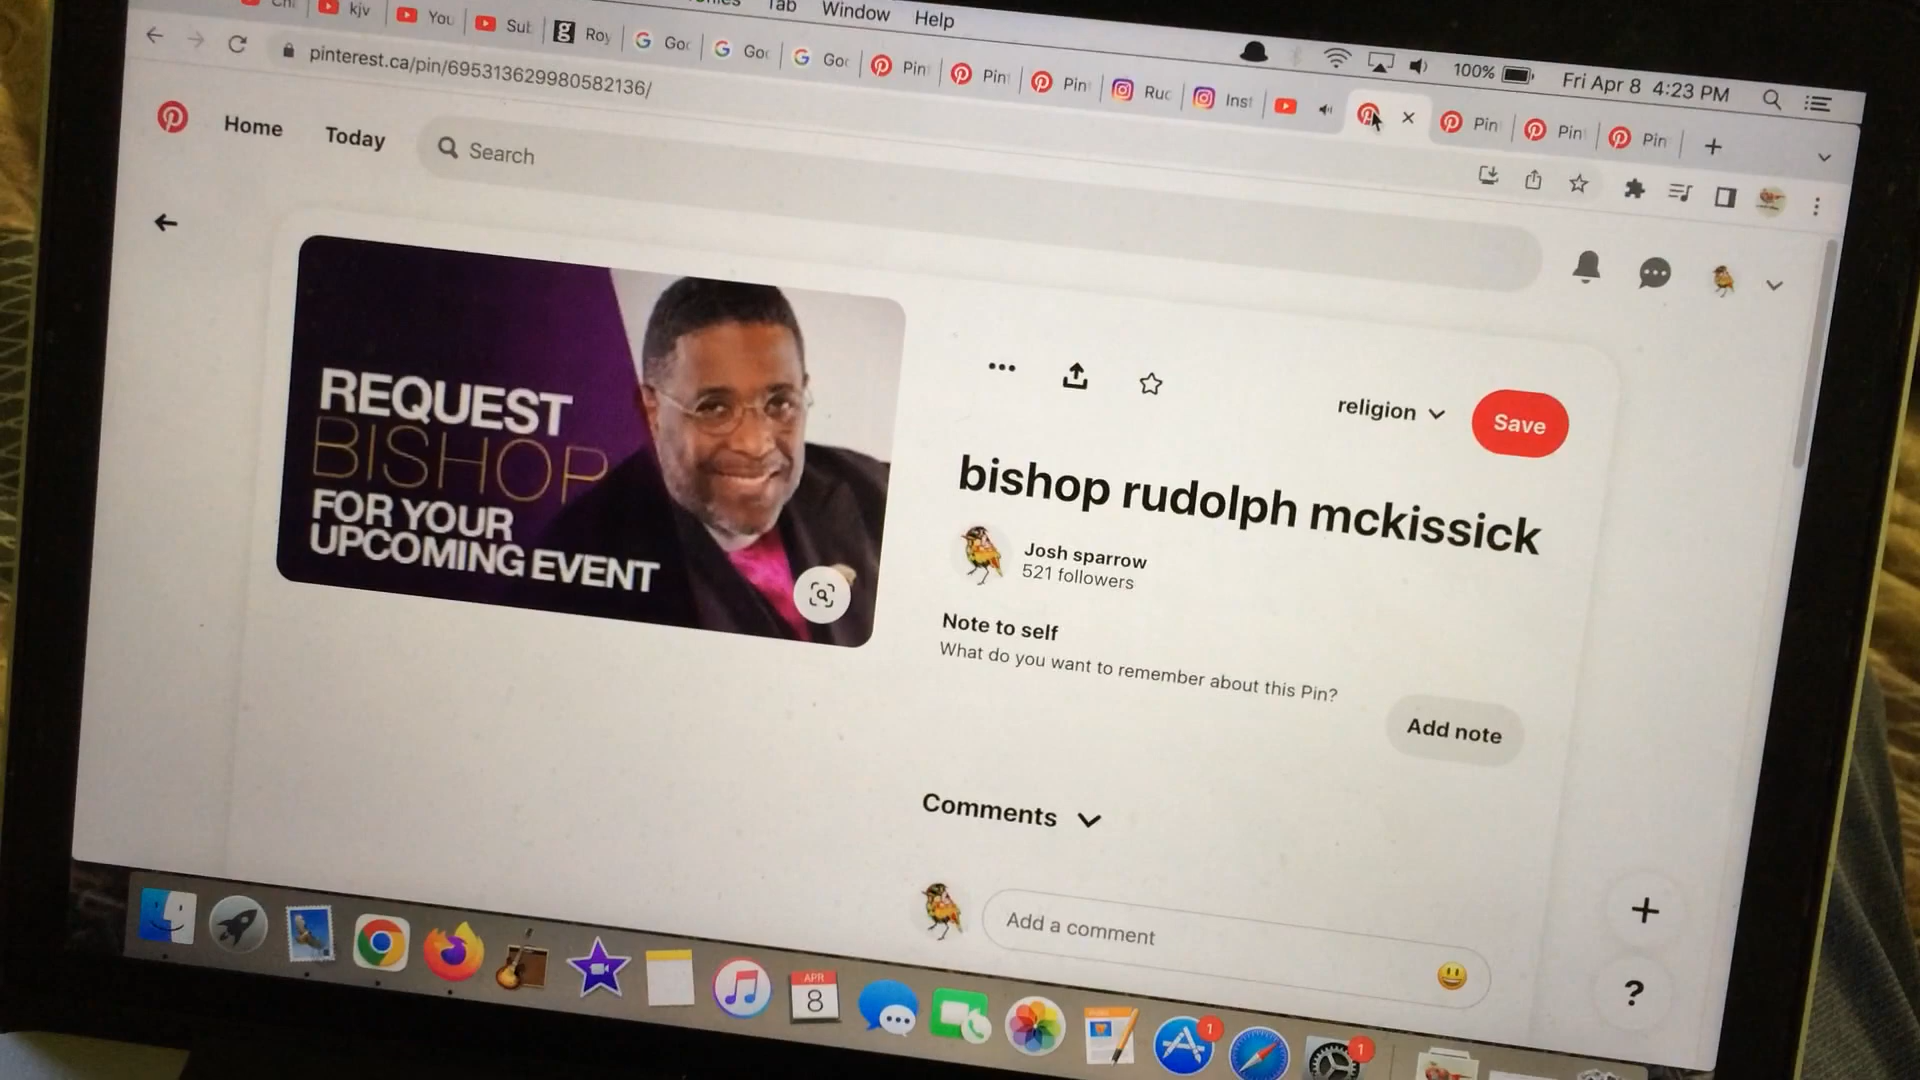 Tab Window Help
100% Fri Apr 8 4:23 PM
kjv You Sub Roy Goo Goo Goo Pin Pin Pin Ruc Inst Pin Pin Pin
pinterest.ca/pin/695313629980582136/
Home Today Search
REQUEST
BISHOP
FOR YOUR
UPCOMING EVENT
religion Save
bishop rudolph mckissick
Josh sparrow
521 followers
Note to self
What do you want to remember about this Pin?
Add note
Comments
Add a comment
?
APR
8
1
1